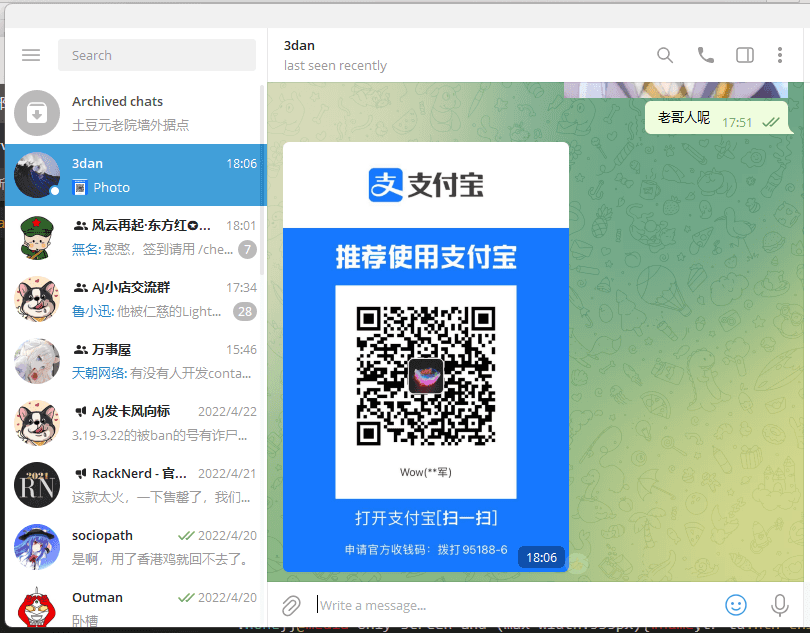 Search
Archived chats
土豆元老院墙外据点
3dan 18:06
Photo
风云再起·东方红✪... 18:01
無名: 憨憨，签到请用 /che... 7
AJ小店交流群 17:34
鲁小迅: 他被仁慈的Light... 28
万事屋 15:46
天朝网络: 有没有人开发conta...
AJ发卡风向标 2022/4/22
3.19-3.22的被ban的号有诈尸...
2021
RN
RackNerd - 官... 2022/4/21
这款太火，一下售罄了，我们...
sociopath 2022/4/20
是啊，用了香港鸡就回不去了。
Outman 2022/4/20
卧槽
3dan
last seen recently
老哥人呢 17:51
支 支付宝
推荐使用支付宝
Wow(**军)
打开支付宝[扫一扫]
申请官方收钱码：拨打95188-6
18:06
Write a message...